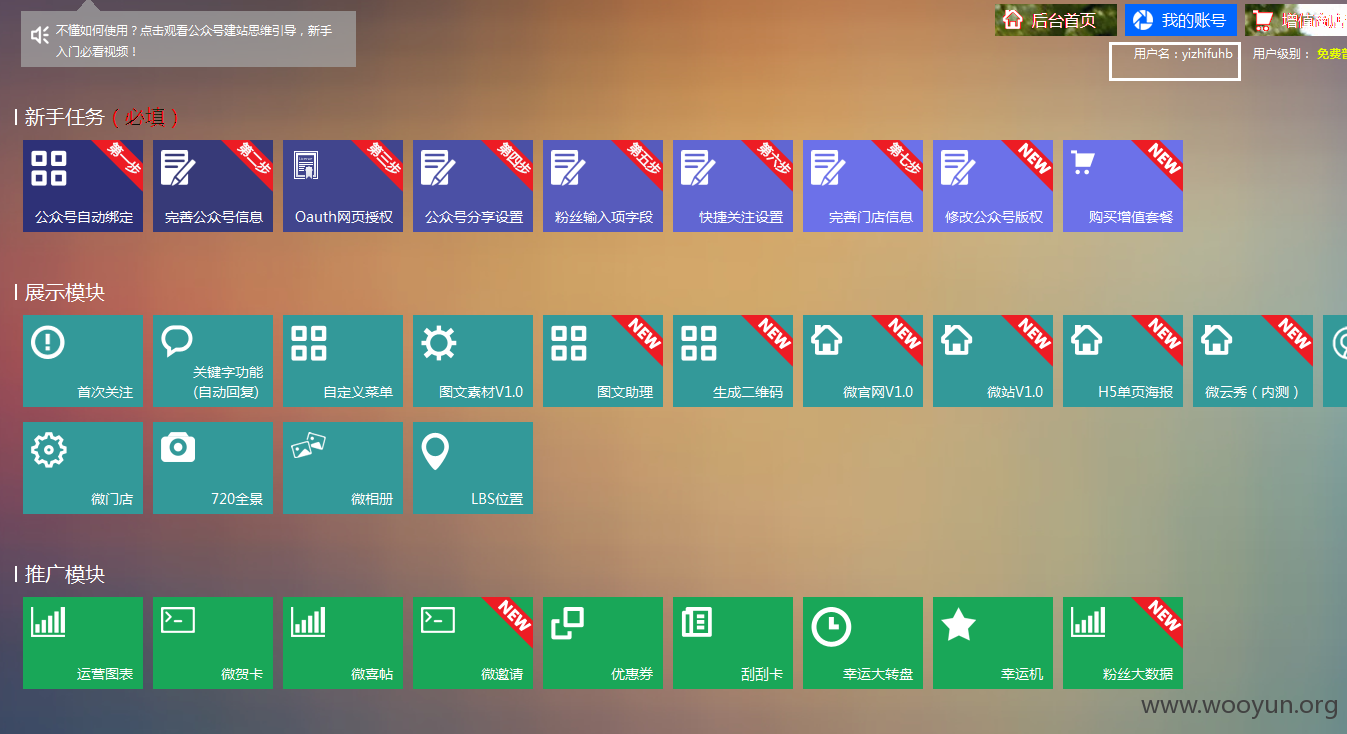 不懂如何使用？点击观看公众号建站思维引导，新手
入门必看视频！
后台首页
我的账号
增值
用户名：yizhifuhb
用户级别：免费
新手任务（必填）
第一步
公众号自动绑定
第二步
完善公众号信息
第三步
Oauth网页授权
第四步
公众号分享设置
第五步
粉丝输入项字段
第六步
快捷关注设置
第七步
完善门店信息
NEW
修改公众号版权
NEW
购买增值套餐
展示模块
首次关注
关键字功能
(自动回复)
自定义菜单
图文素材V1.0
NEW
图文助理
NEW
生成二维码
NEW
微官网V1.0
NEW
微站V1.0
NEW
H5单页海报
NEW
微云秀（内测）
微门店
720全景
微相册
LBS位置
推广模块
运营图表
微贺卡
微喜帖
NEW
微邀请
优惠券
刮刮卡
幸运大转盘
幸运机
NEW
粉丝大数据
www.wooyun.org